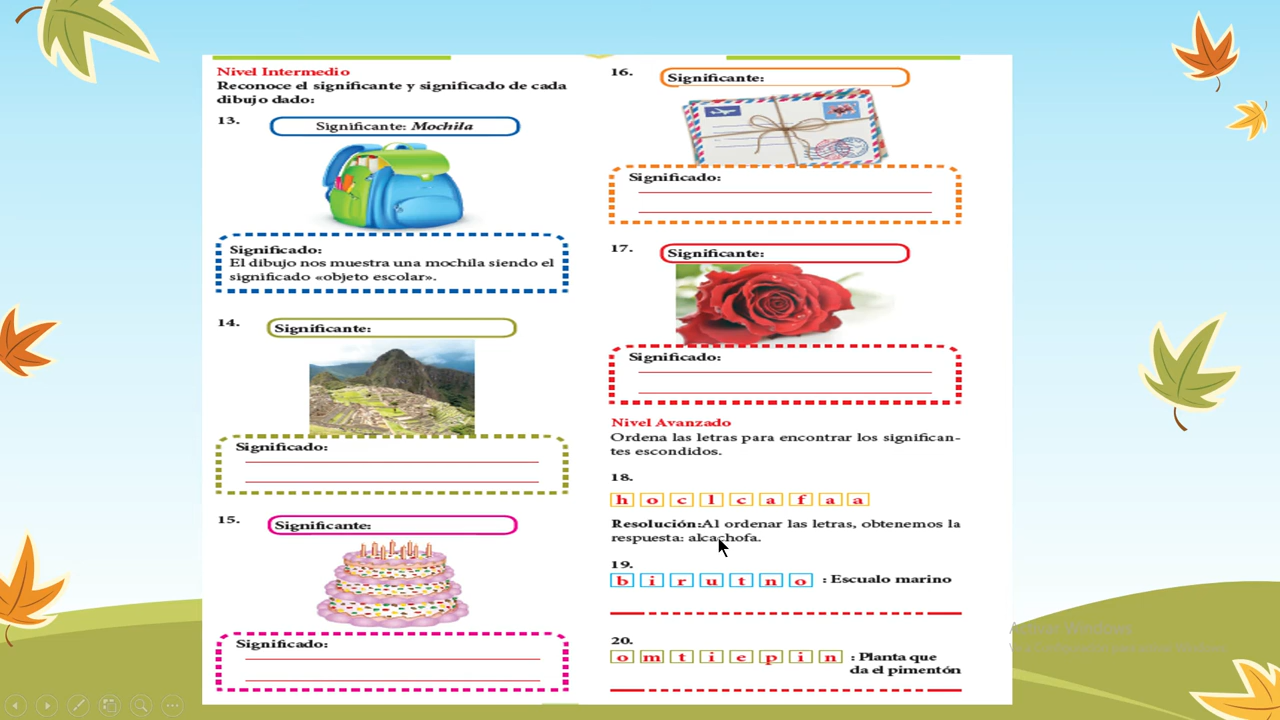 Nivel Intermedio
Reconoce el significante y significado de cada
dibujo dado:
13.
Significante: Mochila
Significado:
El dibujo nos muestra una mochila siendo el
significado «objeto escolar».
14.
Significante:
Significado:
15.
Significante:
Significado:
16.
Significante:
Significado:
17.
Significante:
Significado:
Nivel Avanzado
Ordena las letras para encontrar los significan-
tes escondidos.
18.
h o c l c a f a a
Resolución:Al ordenar las letras, obtenemos la
respuesta: alcachofa.
19.
b i r u t n o : Escualo marino
20.
o m t i e p i n : Planta que
da el pimentón